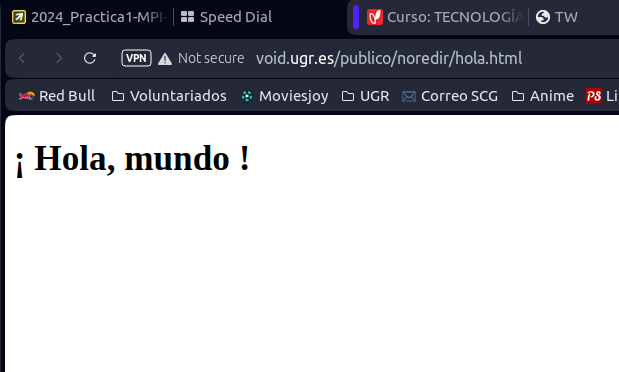 2024_Practica1-MPI- Speed Dial Curso: TECNOLOGÍA TW
VPN Not secure void.ugr.es/publico/noredir/hola.html
Red Bull Voluntariados Moviesjoy UGR Correo SCG Anime PS Li
¡ Hola, mundo !